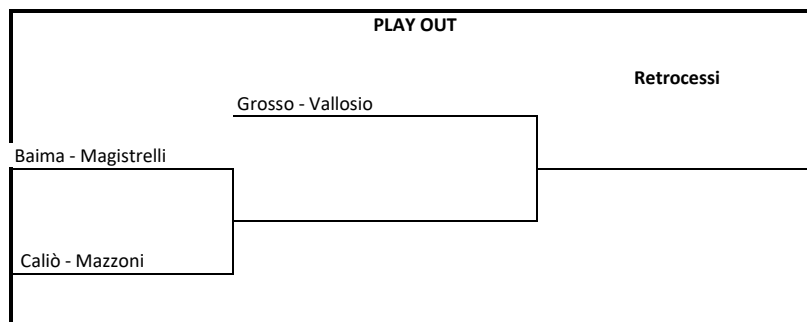 PLAY OUT
Retrocessi
Grosso - Vallosio
Baima - Magistrelli
Caliò - Mazzoni